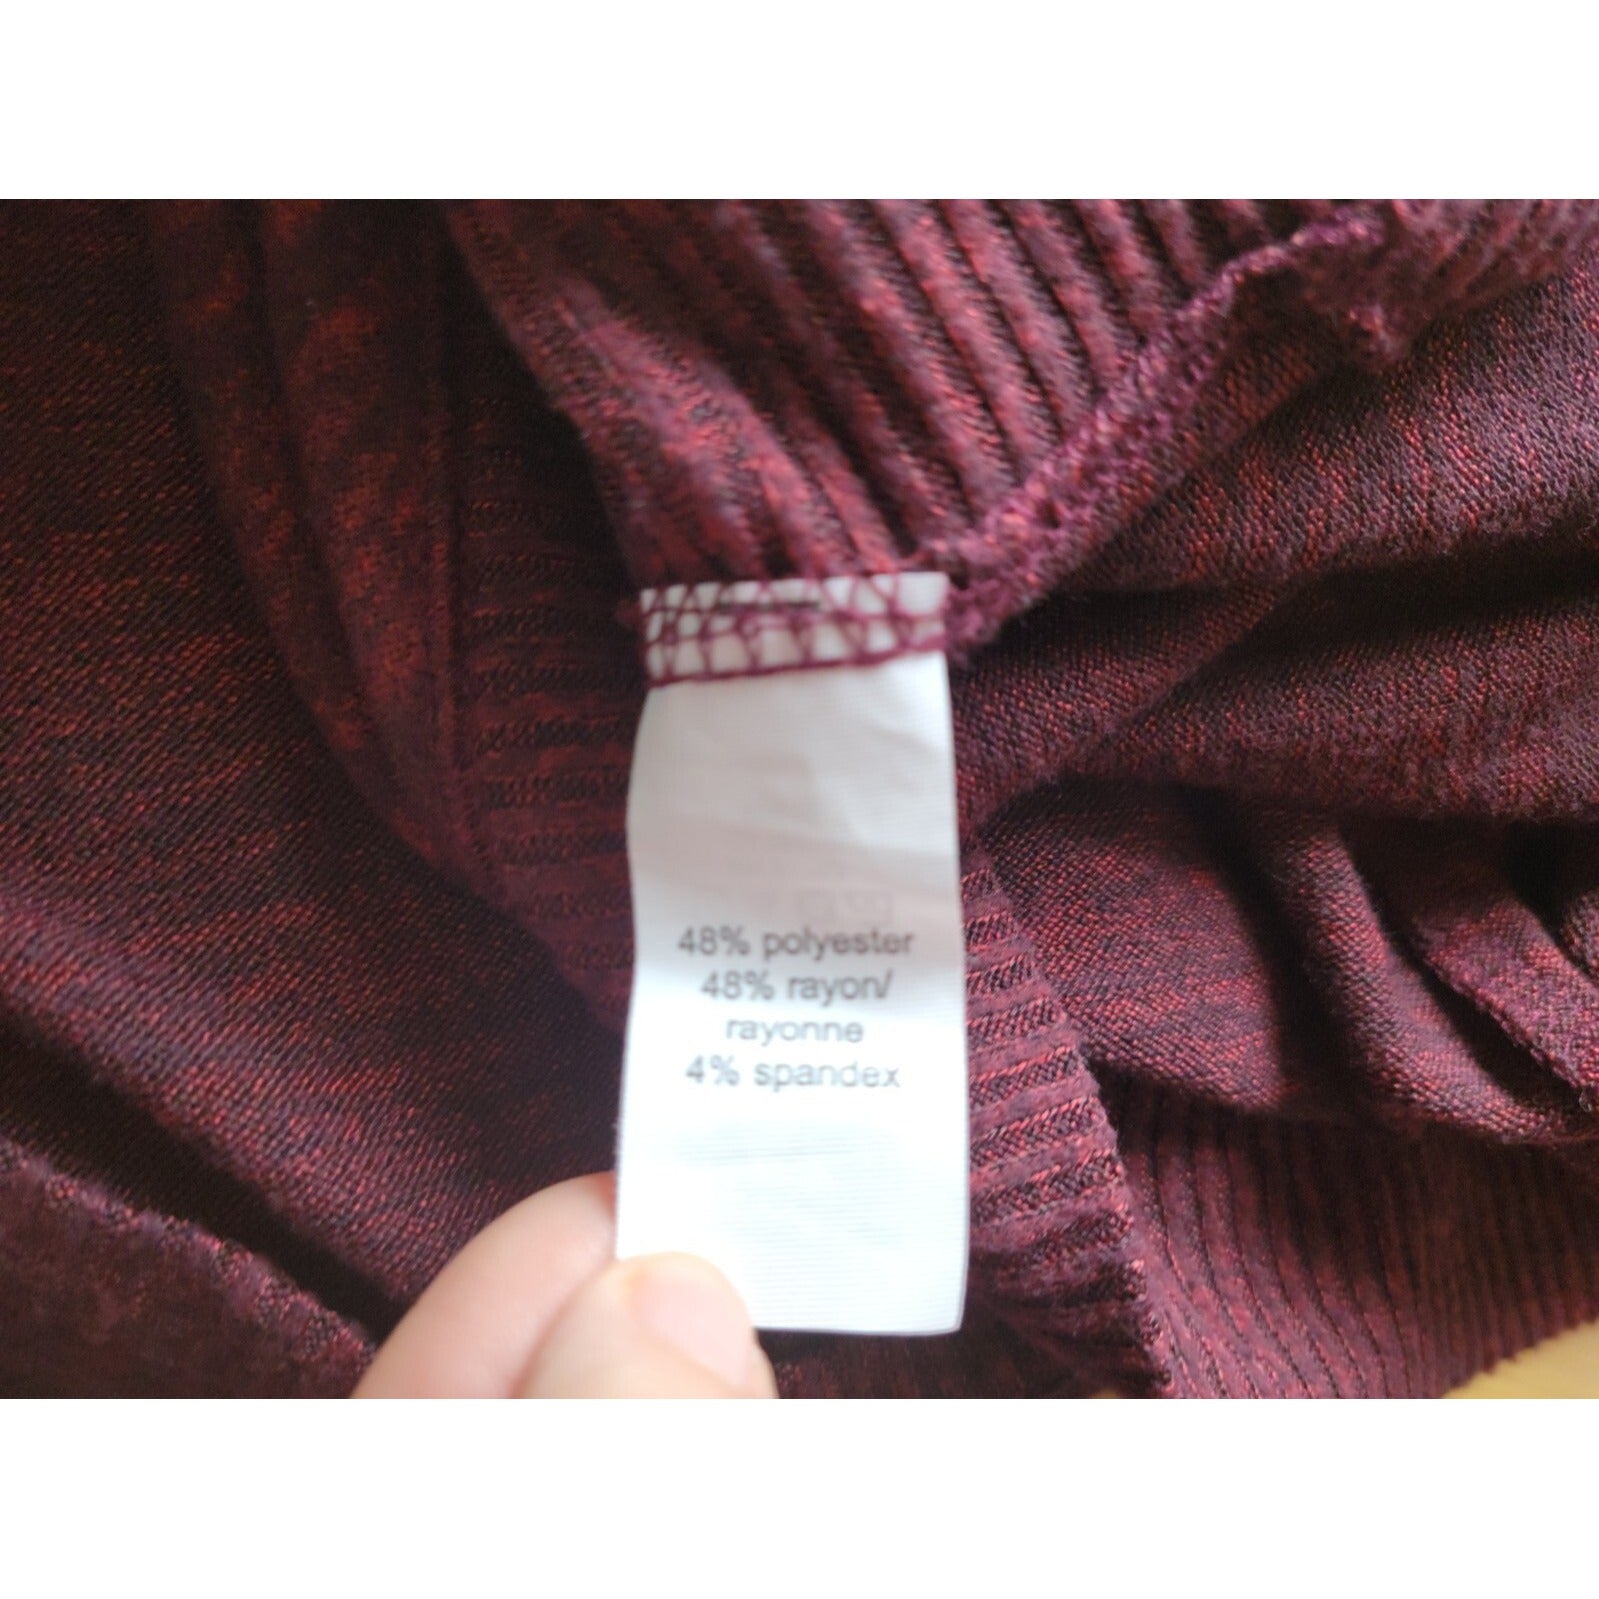 48% polyester
48% rayon/
rayonne
4% spandex